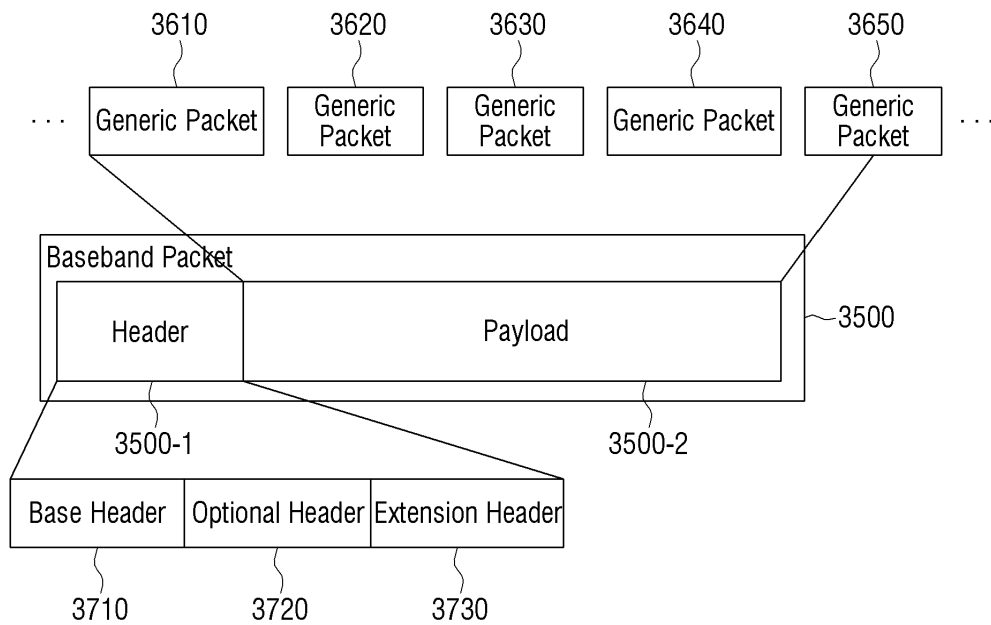 3610 3620 3630 3640 3650
... Generic Packet Generic Packet Generic Packet Generic Packet Generic Packet ...
Baseband Packet
Header Payload 3500
3500-1 3500-2
Base Header Optional Header Extension Header
3710 3720 3730